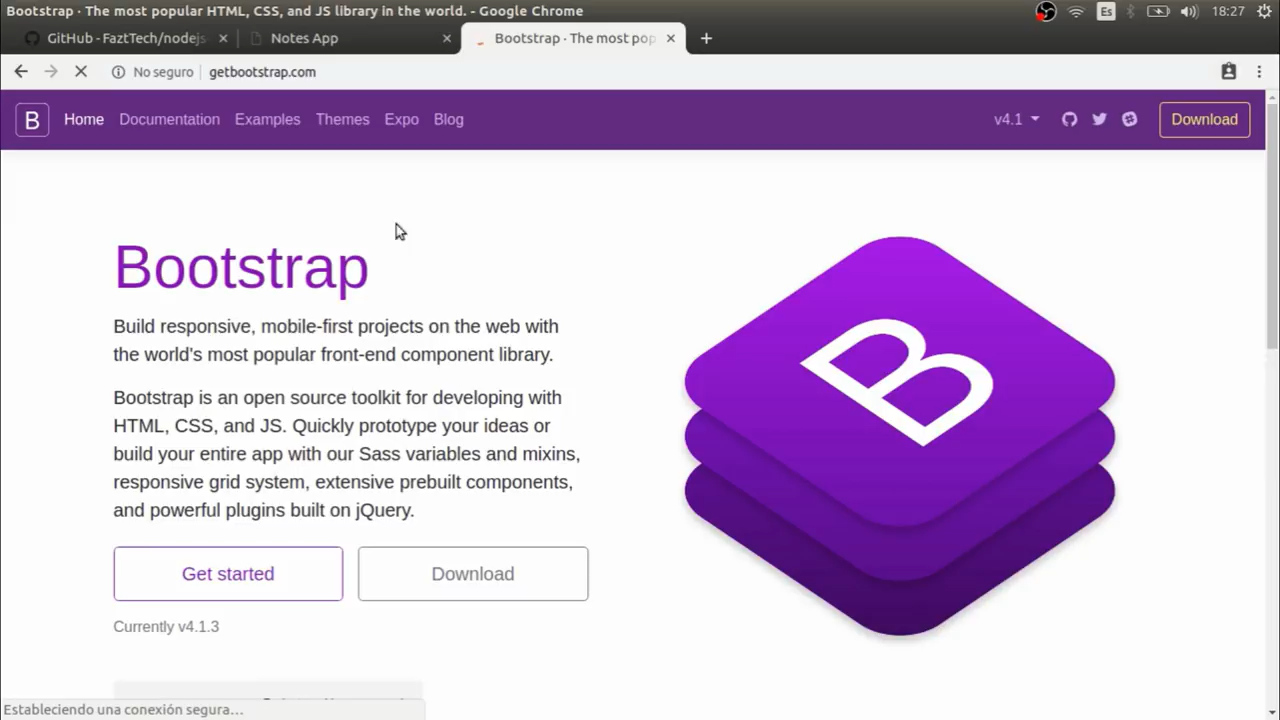 Bootstrap · The most popular HTML, CSS, and JS library in the world. - Google Chrome
Es
18:27
GitHub - FaztTech/nodejs
Notes App
Bootstrap · The most pop
No seguro
getbootstrap.com
B
Home
Documentation
Examples
Themes
Expo
Blog
v4.1
Download
Bootstrap
Build responsive, mobile-first projects on the web with
the world's most popular front-end component library.
Bootstrap is an open source toolkit for developing with
HTML, CSS, and JS. Quickly prototype your ideas or
build your entire app with our Sass variables and mixins,
responsive grid system, extensive prebuilt components,
and powerful plugins built on jQuery.
B
Get started
Download
Currently v4.1.3
Estableciendo una conexión segura…